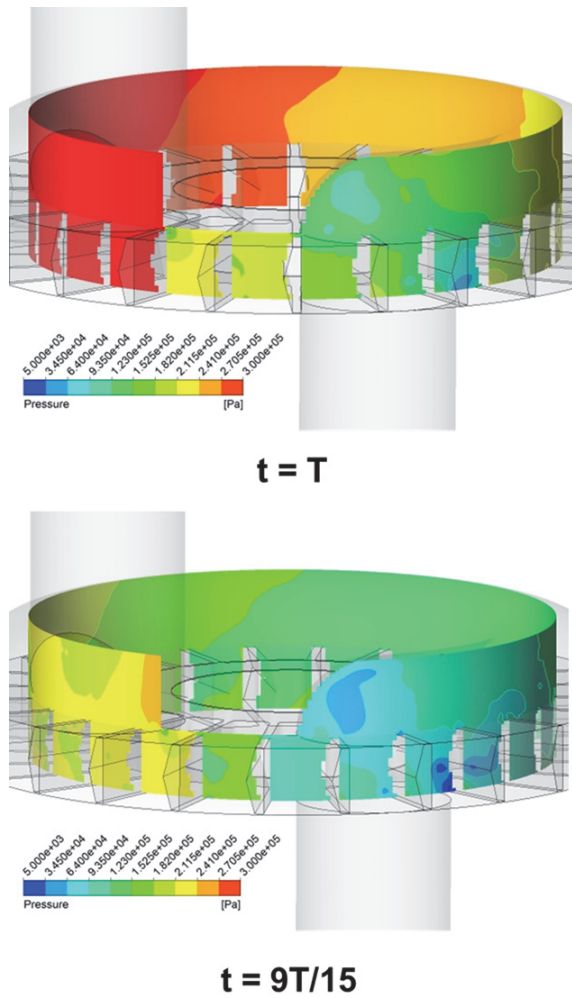 5.000e+03
3.450e+04
6.400e+04
9.350e+04
1.230e+05
1.525e+05
1.820e+05
2.115e+05
2.410e+05
2.705e+05
3.000e+05
Pressure [Pa]
t = T
5.000e+03
3.450e+04
6.400e+04
9.350e+04
1.230e+05
1.525e+05
1.820e+05
2.115e+05
2.410e+05
2.705e+05
3.000e+05
Pressure [Pa]
t = 9T/15